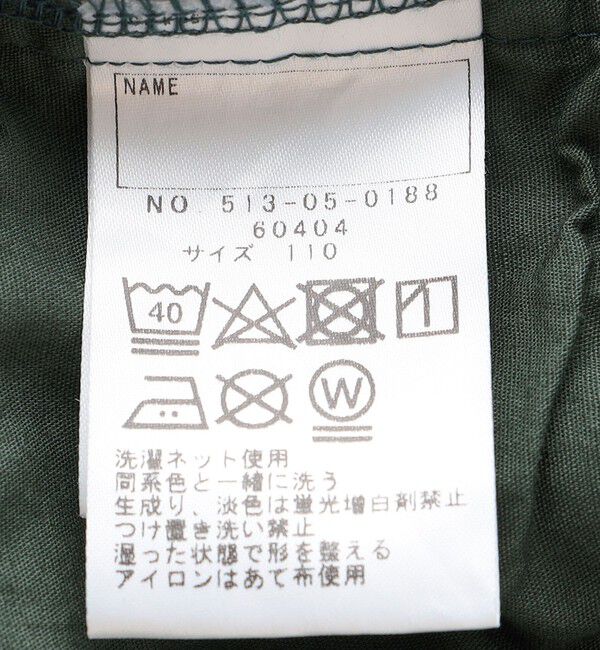 NAME
NO. 513-05-0188
60404
サイズ 110
40
W
洗濯ネット使用
同系色と一緒に洗う
生成り、淡色は蛍光増白剤禁止
つけ置き洗い禁止
湿った状態で形を整える
アイロンはあて布使用